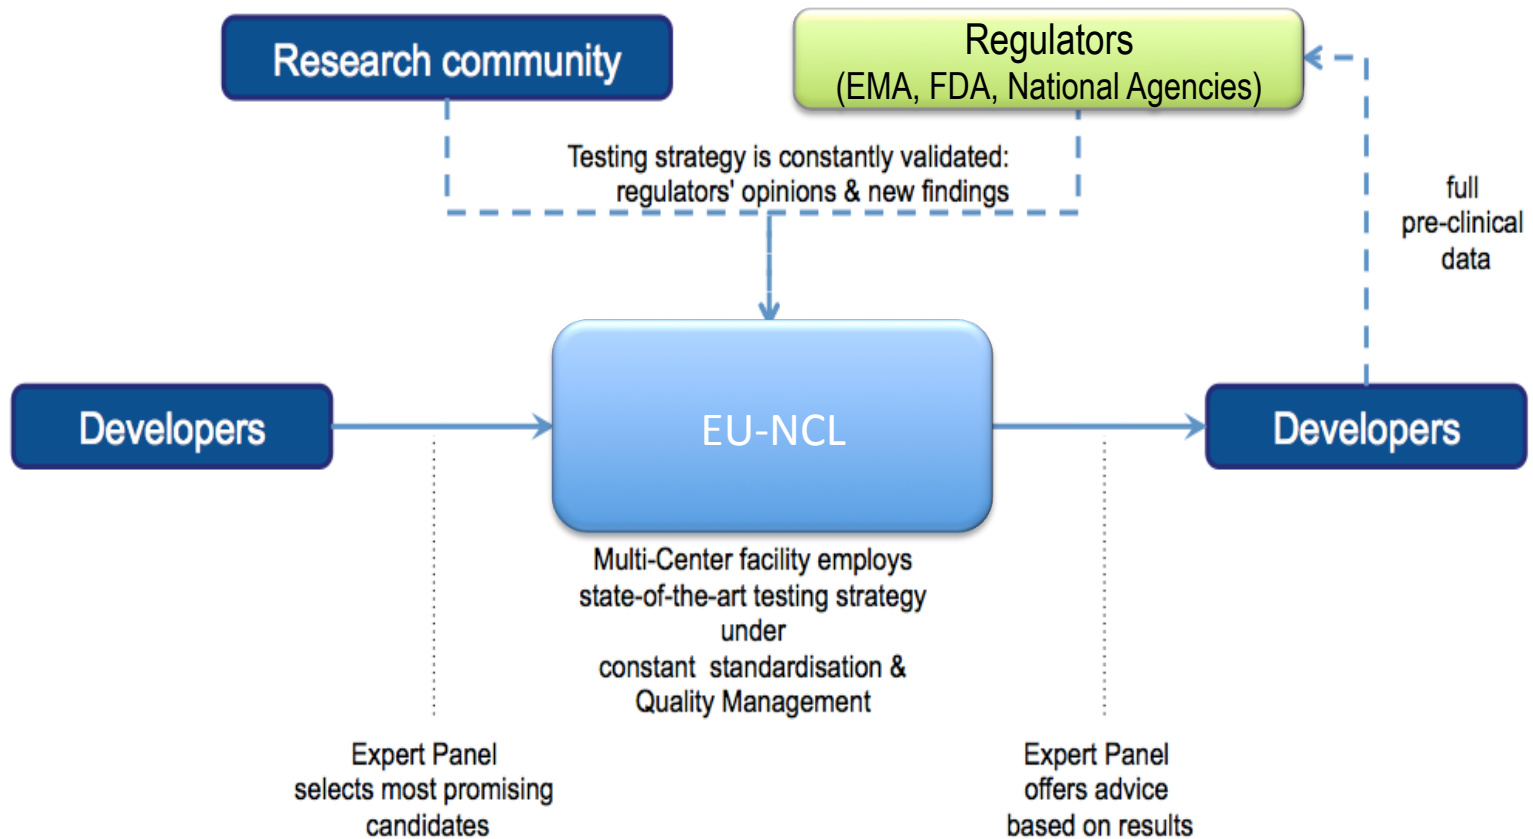 Research community
Regulators
(EMA, FDA, National Agencies)
Testing strategy is constantly validated:
regulators' opinions & new findings
full
pre-clinical
data
Developers
EU-NCL
Developers
Multi-Center facility employs
state-of-the-art testing strategy
under
constant standardisation &
Quality Management
Expert Panel
selects most promising
candidates
Expert Panel
offers advice
based on results